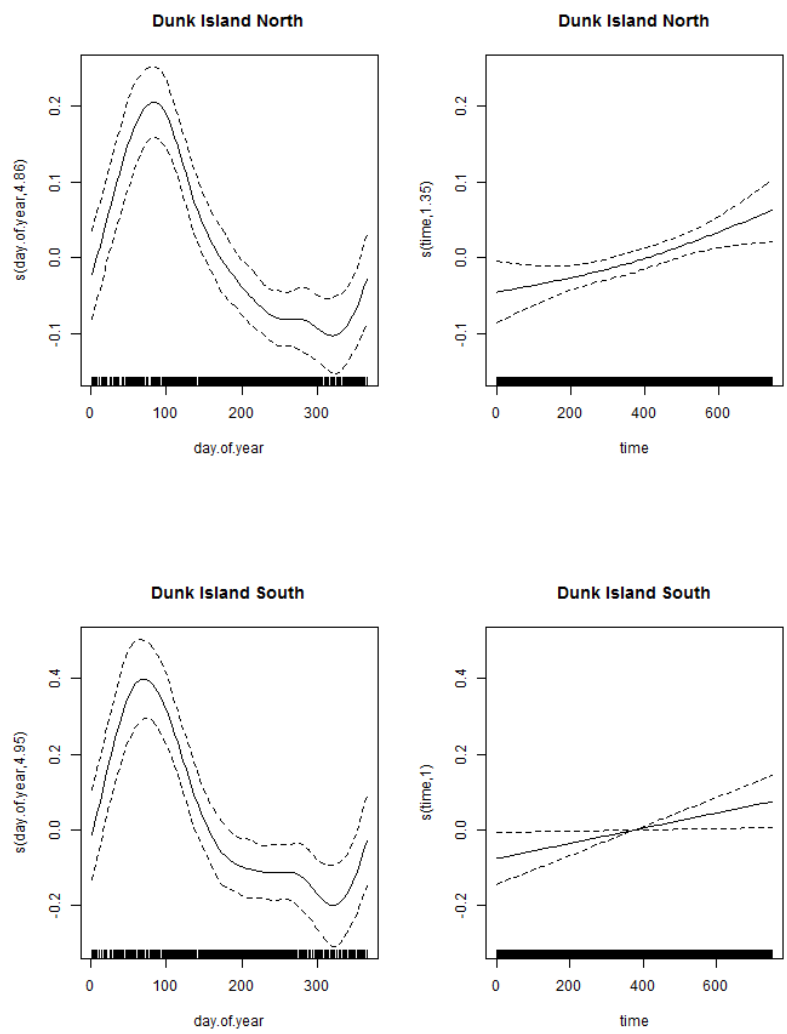 Dunk Island North
s(day.of.year,4.86)
0.2
0.1
0.0
-0.1
0 100 200 300
day.of.year
Dunk Island North
s(time,1.35)
0.2
0.1
0.0
-0.1
0 200 400 600
time
Dunk Island South
s(day.of.year,4.95)
0.4
0.2
0.0
-0.2
0 100 200 300
day.of.year
Dunk Island South
s(time,1)
0.4
0.2
0.0
-0.2
0 200 400 600
time